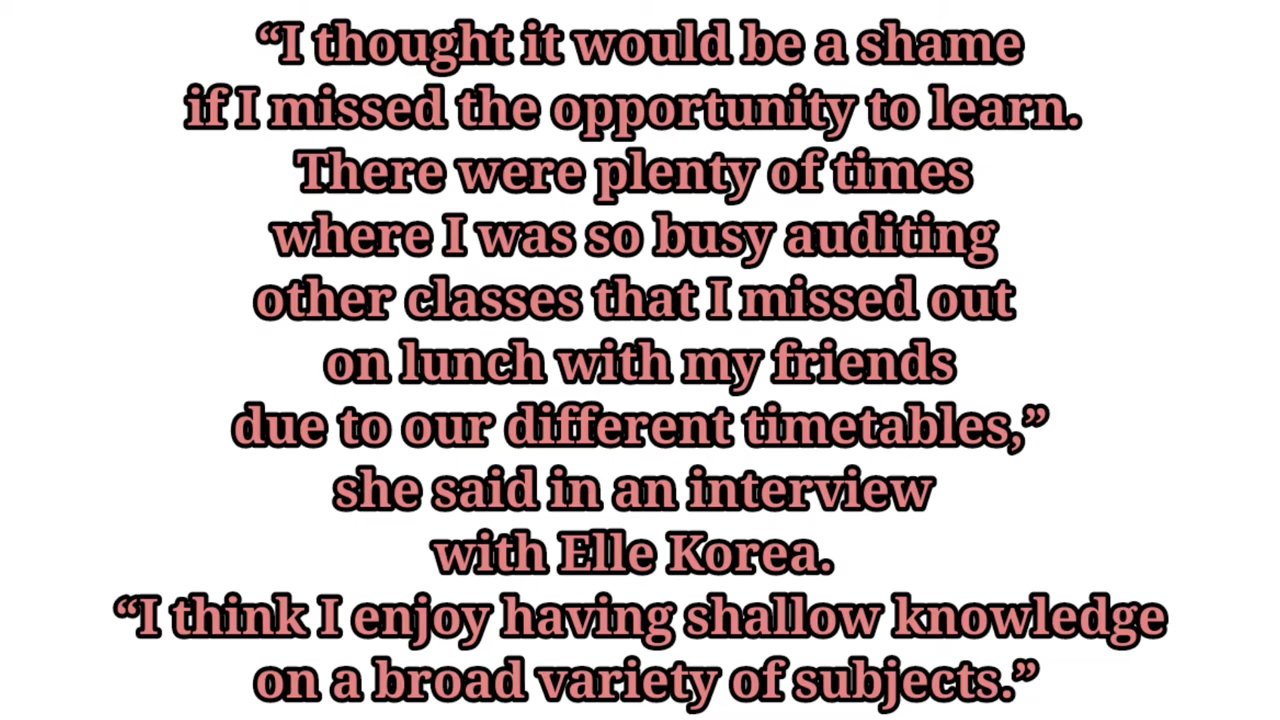 “I thought it would be a shame
if I missed the opportunity to learn.
There were plenty of times
where I was so busy auditing
other classes that I missed out
on lunch with my friends
due to our different timetables,”
she said in an interview
with Elle Korea.
“I think I enjoy having shallow knowledge
on a broad variety of subjects.”